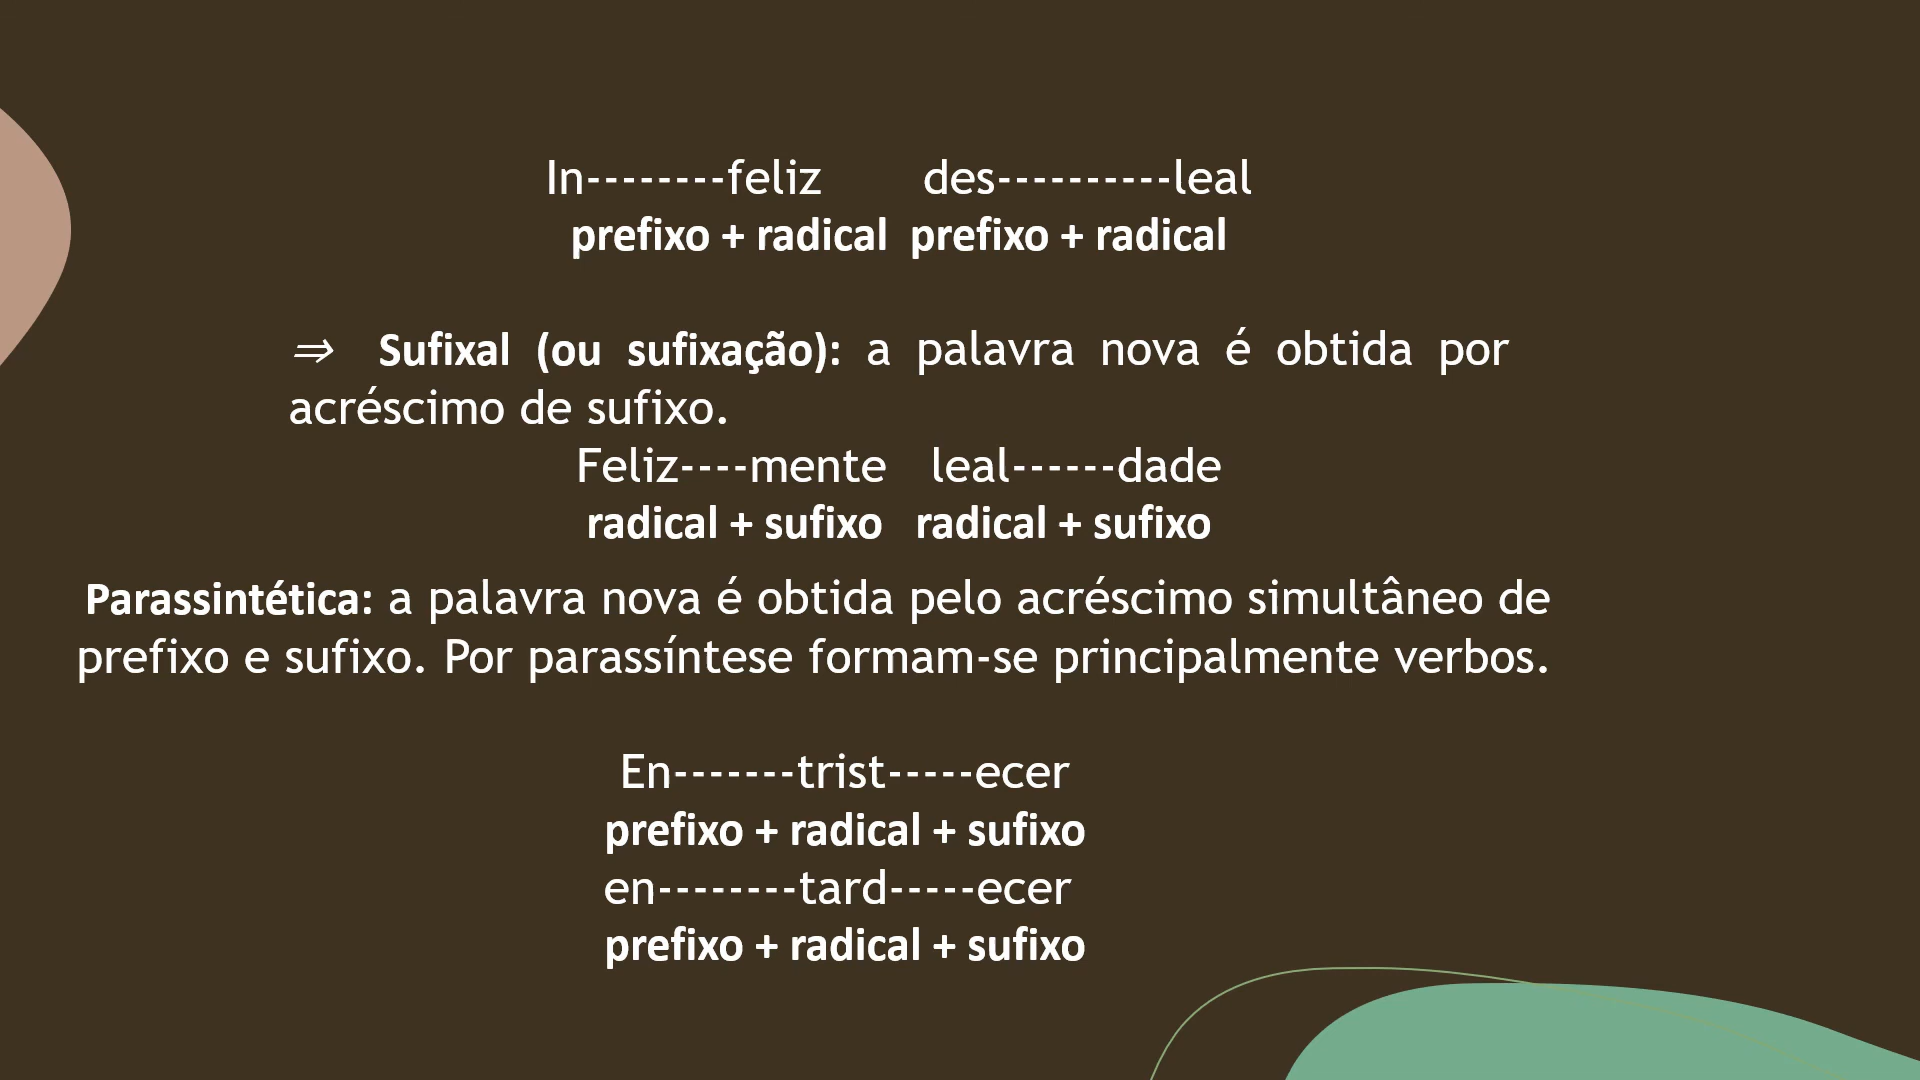 In--------feliz des----------leal
prefixo + radical prefixo + radical
⇒ Sufixal (ou sufixação): a palavra nova é obtida por
acréscimo de sufixo.
Feliz----mente leal------dade
radical + sufixo radical + sufixo
Parassintética: a palavra nova é obtida pelo acréscimo simultâneo de
prefixo e sufixo. Por parassíntese formam-se principalmente verbos.
En-------trist-----ecer
prefixo + radical + sufixo
en--------tard-----ecer
prefixo + radical + sufixo